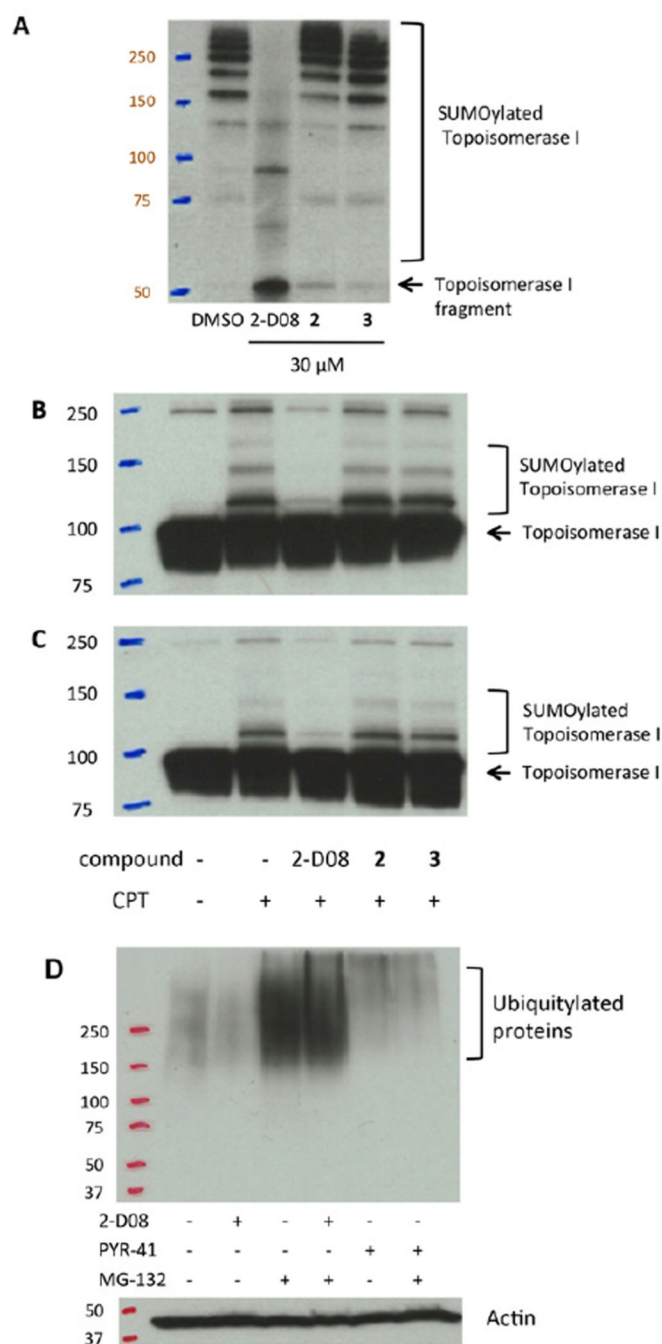 A
250
150
100
75
50
SUMOylated
Topoisomerase I
Topoisomerase I
fragment
DMSO 2-D08 2 3
30 μM
B
250
150
100
75
SUMOylated
Topoisomerase I
Topoisomerase I
C
250
150
100
75
SUMOylated
Topoisomerase I
Topoisomerase I
compound - - 2-D08 2 3
CPT - + + + +
D
250
150
100
75
50
37
Ubiquitylated
proteins
2-D08 - + - + - -
PYR-41 - - - - + +
MG-132 - - + + - +
50
37
Actin